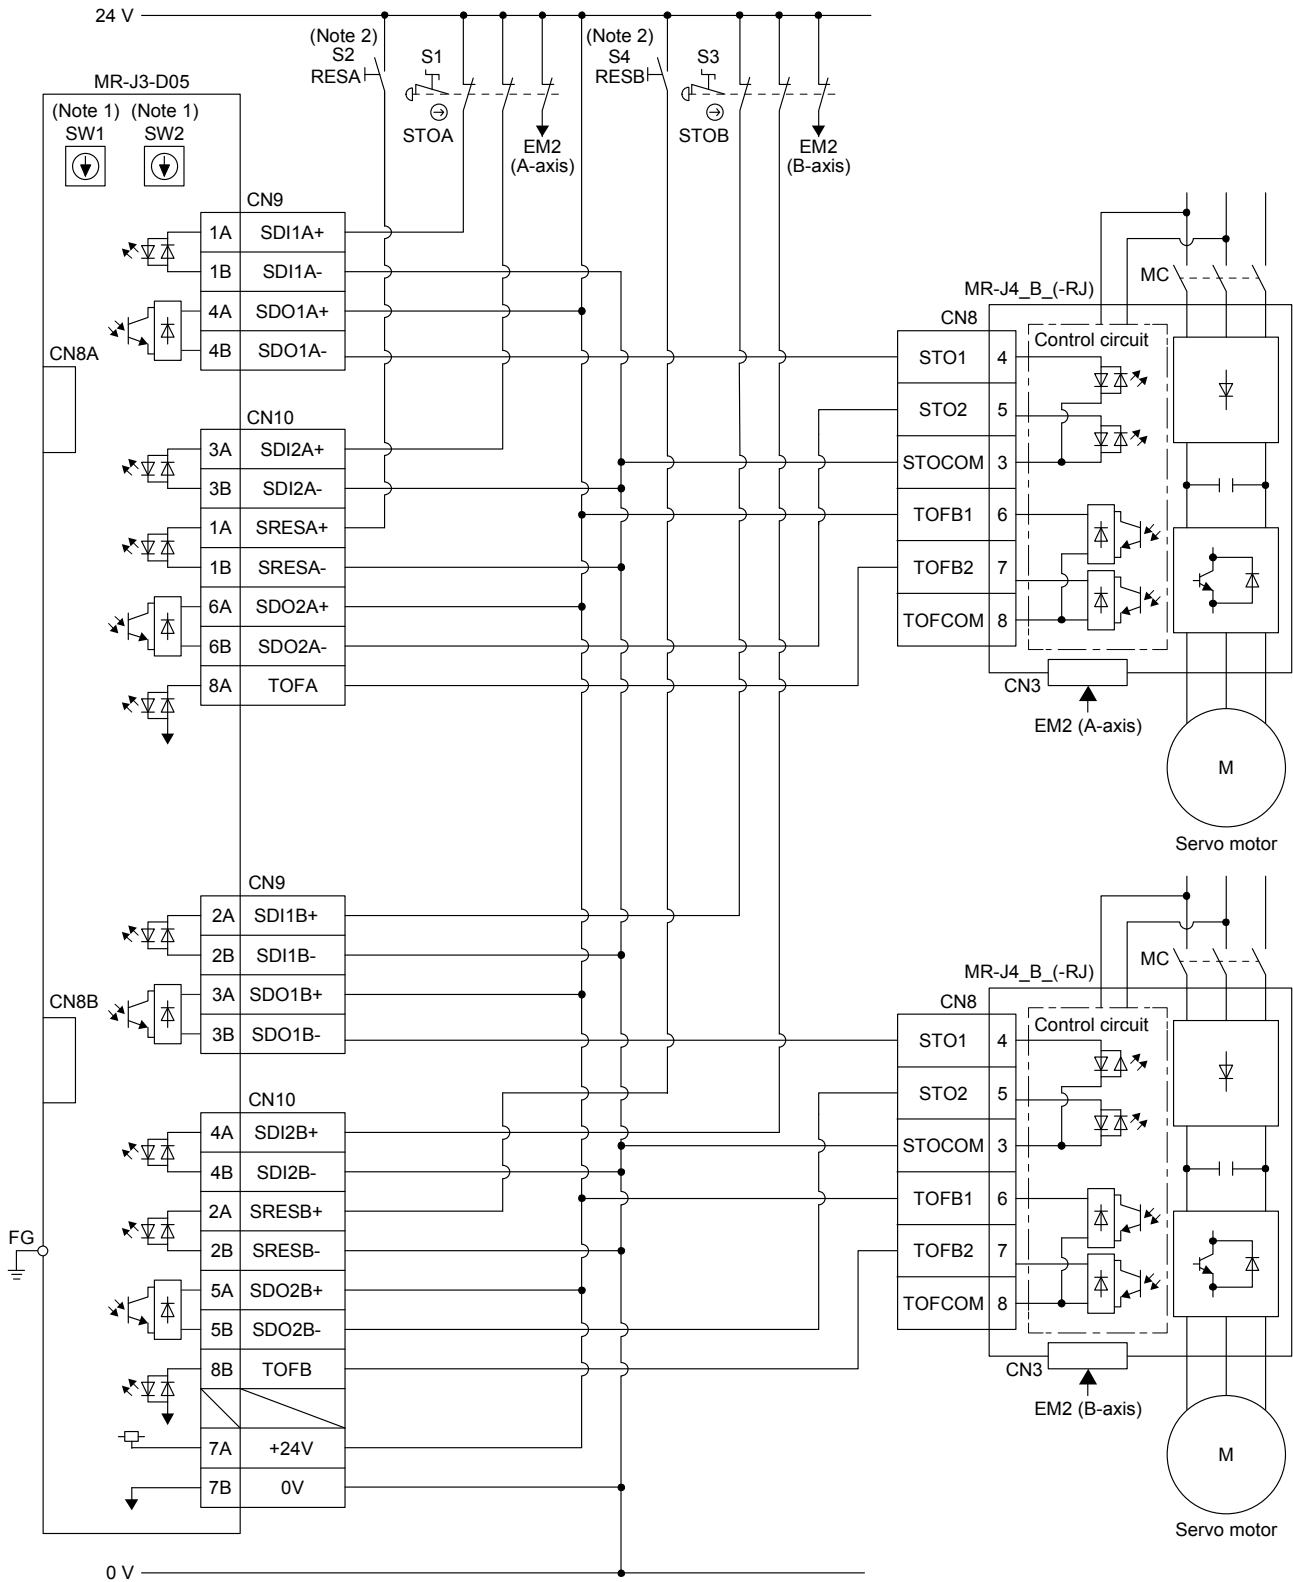 24 V
(Note 2)
S2
RESA
S1
STOA
EM2
(A-axis)
(Note 2)
S4
RESB
S3
STOB
EM2
(B-axis)
MR-J3-D05
(Note 1) (Note 1)
SW1 SW2
CN8A
CN9
1A SDI1A+
1B SDI1A-
4A SDO1A+
4B SDO1A-
CN10
3A SDI2A+
3B SDI2A-
1A SRESA+
1B SRESA-
6A SDO2A+
6B SDO2A-
8A TOFA
MC
MR-J4_B_(-RJ)
CN8
Control circuit
STO1 4
STO2 5
STOCOM 3
TOFB1 6
TOFB2 7
TOFCOM 8
CN3
EM2 (A-axis)
M
Servo motor
CN8B
CN9
2A SDI1B+
2B SDI1B-
3A SDO1B+
3B SDO1B-
CN10
4A SDI2B+
4B SDI2B-
2A SRESB+
2B SRESB-
5A SDO2B+
5B SDO2B-
8B TOFB
7A +24V
7B 0V
FG
MC
MR-J4_B_(-RJ)
CN8
Control circuit
STO1 4
STO2 5
STOCOM 3
TOFB1 6
TOFB2 7
TOFCOM 8
CN3
EM2 (B-axis)
M
Servo motor
0 V